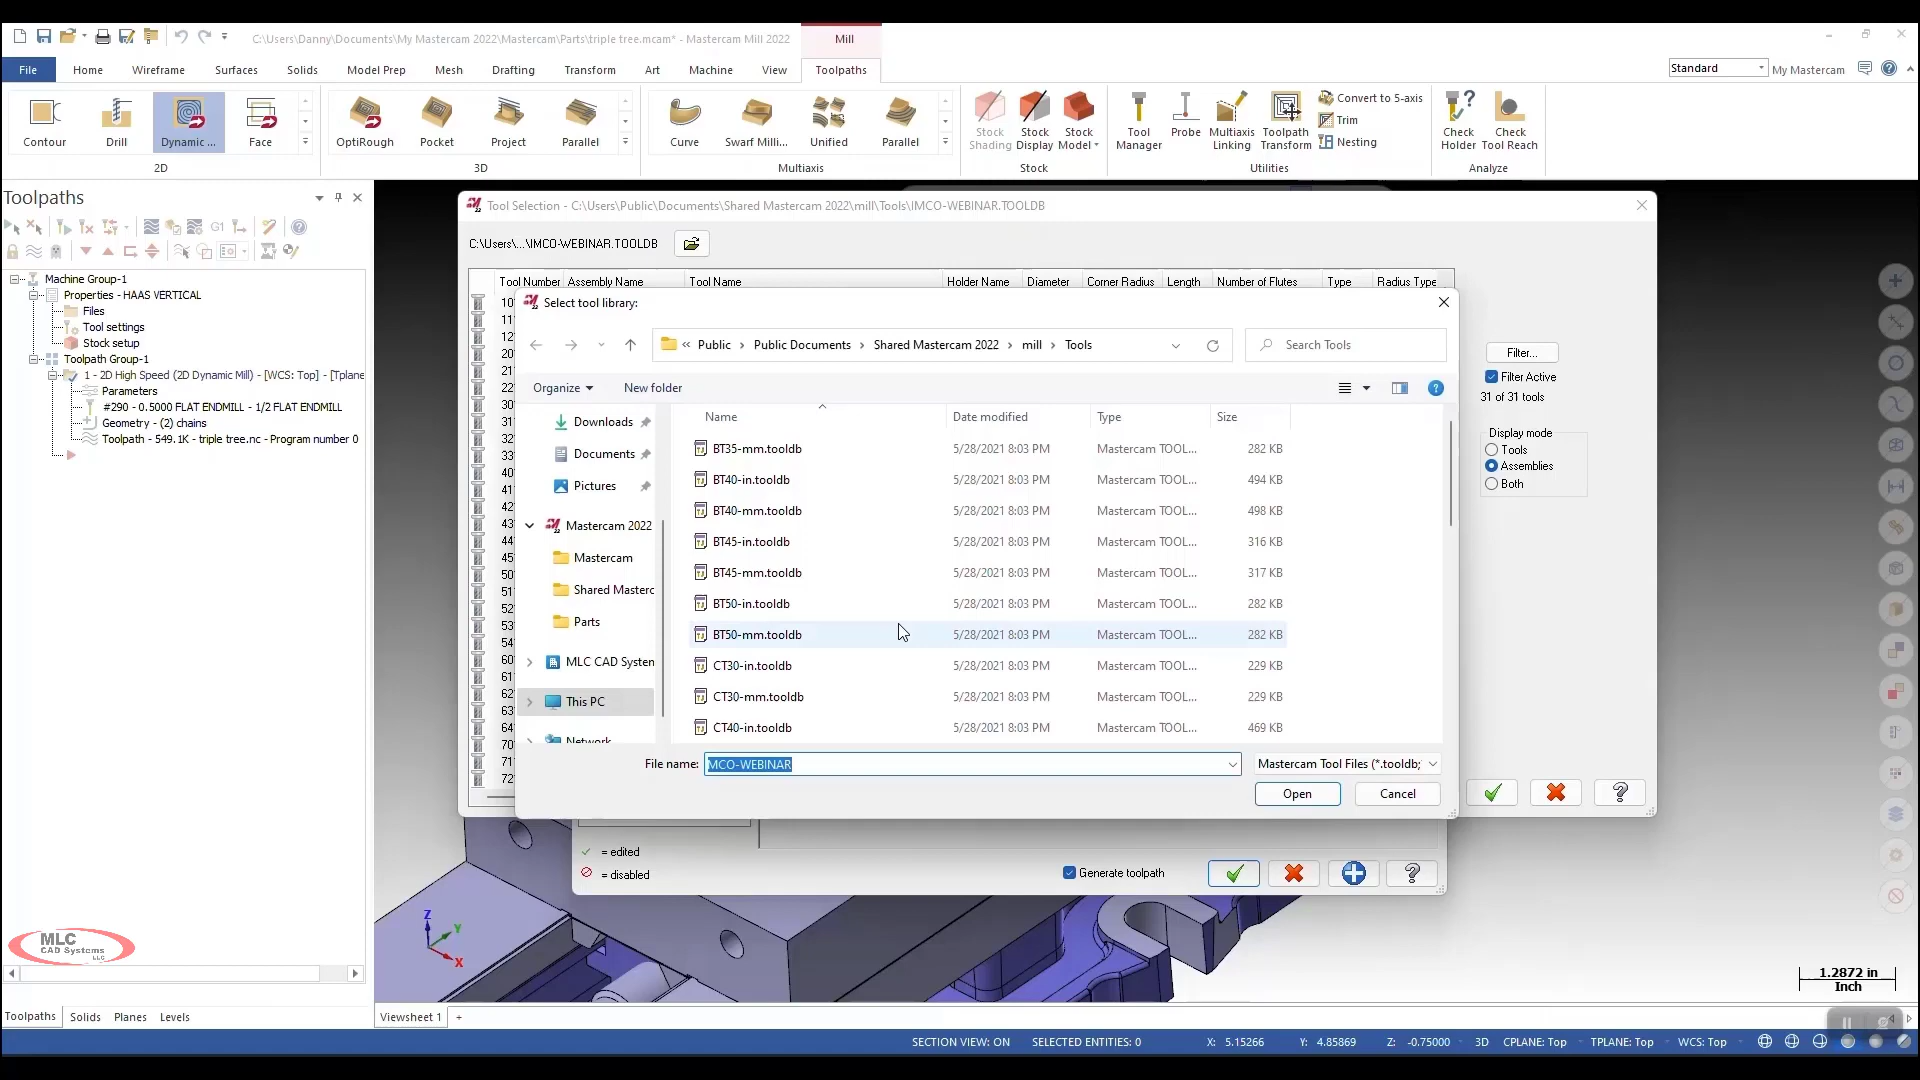 C:\Users\Danny\Documents\My Mastercam 2022\Mastercam\Parts\triple tree.mcam* - Mastercam Mill 2022
Mill
File
Home
Wireframe
Surfaces
Solids
Model Prep
Mesh
Drafting
Transform
Art
Machine
View
Toolpaths
Standard
My Mastercam
Contour
Drill
Dynamic ...
Face
2D
OptiRough
Pocket
Project
Parallel
3D
Curve
Swarf Milli...
Unified
Parallel
Multiaxis
Stock Shading
Stock Display
Stock Model
Stock
Tool Manager
Probe
Multiaxis Linking
Toolpath Transform
Convert to 5-axis
Trim
Nesting
Utilities
Check Holder
Check Tool Reach
Analyze
Toolpaths
G1
Machine Group-1
Properties - HAAS VERTICAL
Files
Tool settings
Stock setup
Toolpath Group-1
1 - 2D High Speed (2D Dynamic Mill) - [WCS: Top] - [Tplane
Parameters
#290 - 0.5000 FLAT ENDMILL - 1/2 FLAT ENDMILL
Geometry - (2) chains
Toolpath - 549.1K - triple tree.nc - Program number 0
Tool Selection - C:\Users\Public\Documents\Shared Mastercam 2022\mill\Tools\IMCO-WEBINAR.TOOLDB
C:\Users\...\IMCO-WEBINAR.TOOLDB
Tool Number Assembly Name Tool Name Holder Name Diameter Corner Radius Length Number of Flutes Type Radius Type
Select tool library:
« Public › Public Documents › Shared Mastercam 2022 › mill › Tools
Search Tools
Organize
New folder
Name Date modified Type Size
BT35-mm.tooldb 5/28/2021 8:03 PM Mastercam TOOL... 282 KB
BT40-in.tooldb 5/28/2021 8:03 PM Mastercam TOOL... 494 KB
BT40-mm.tooldb 5/28/2021 8:03 PM Mastercam TOOL... 498 KB
BT45-in.tooldb 5/28/2021 8:03 PM Mastercam TOOL... 316 KB
BT45-mm.tooldb 5/28/2021 8:03 PM Mastercam TOOL... 317 KB
BT50-in.tooldb 5/28/2021 8:03 PM Mastercam TOOL... 282 KB
BT50-mm.tooldb 5/28/2021 8:03 PM Mastercam TOOL... 282 KB
CT30-in.tooldb 5/28/2021 8:03 PM Mastercam TOOL... 229 KB
CT30-mm.tooldb 5/28/2021 8:03 PM Mastercam TOOL... 229 KB
CT40-in.tooldb 5/28/2021 8:03 PM Mastercam TOOL... 469 KB
Downloads
Documents
Pictures
Mastercam 2022
Mastercam
Shared Masterc
Parts
MLC CAD System
This PC
Network
File name: MCO-WEBINAR
Mastercam Tool Files (*.tooldb;
Open
Cancel
Filter...
Filter Active
31 of 31 tools
Display mode
Tools
Assemblies
Both
= edited
= disabled
Generate toolpath
MLC
CAD Systems
LLC
Z
Y
X
1.2872 in
Inch
Toolpaths Solids Planes Levels
Viewsheet 1 +
SECTION VIEW: ON SELECTED ENTITIES: 0 X: 5.15266 Y: 4.85869 Z: -0.75000 3D CPLANE: Top TPLANE: Top WCS: Top